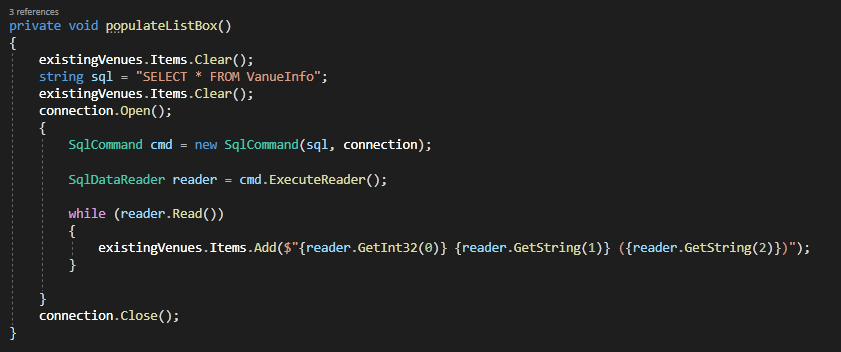 3 references
private void populateListBox()
{
existingVenues.Items.Clear();
string sql = "SELECT * FROM VanueInfo";
existingVenues.Items.Clear();
connection.Open();
{
SqlCommand cmd = new SqlCommand(sql, connection);
SqlDataReader reader = cmd.ExecuteReader();
while (reader.Read())
{
existingVenues.Items.Add($"{reader.GetInt32(0)} {reader.GetString(1)} ({reader.GetString(2)})");
}
}
connection.Close();
}